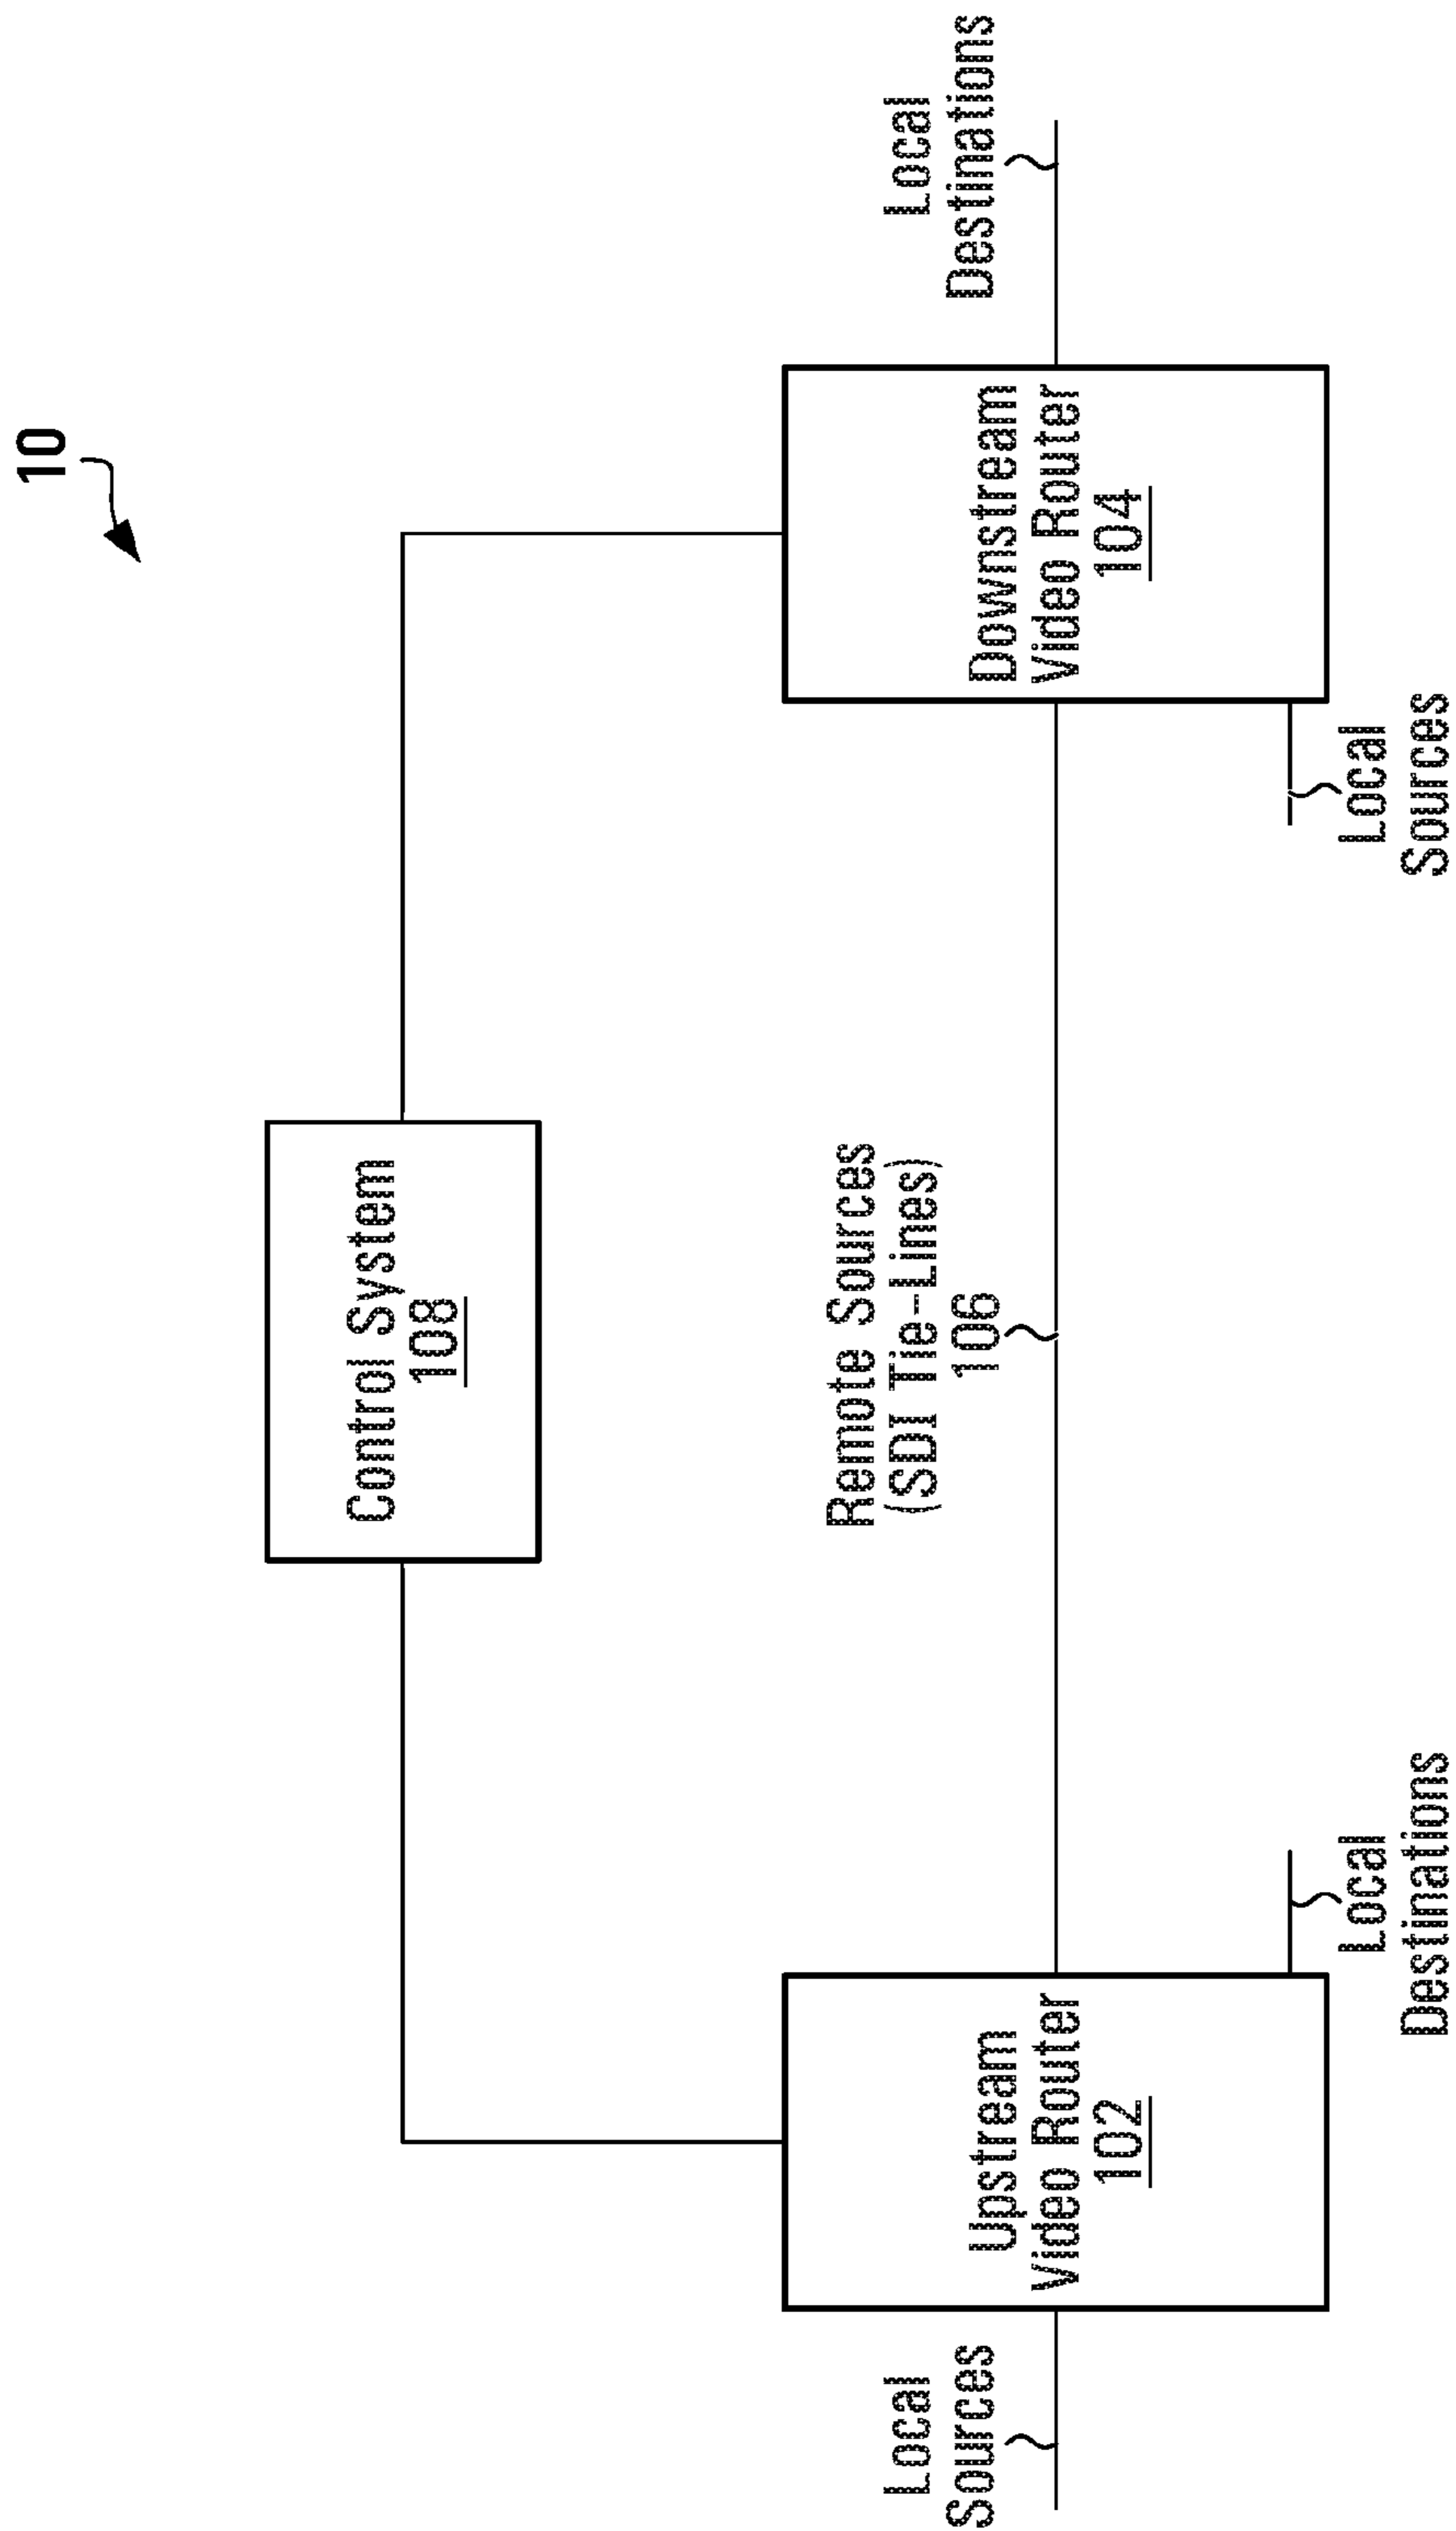 10
Control System
108
Remote Sources
(SDI Tie-Lines)
106
Local
Sources
Upstream
Video Router
102
Local
Destinations
Downstream
Video Router
104
Local
Sources
Local
Destinations